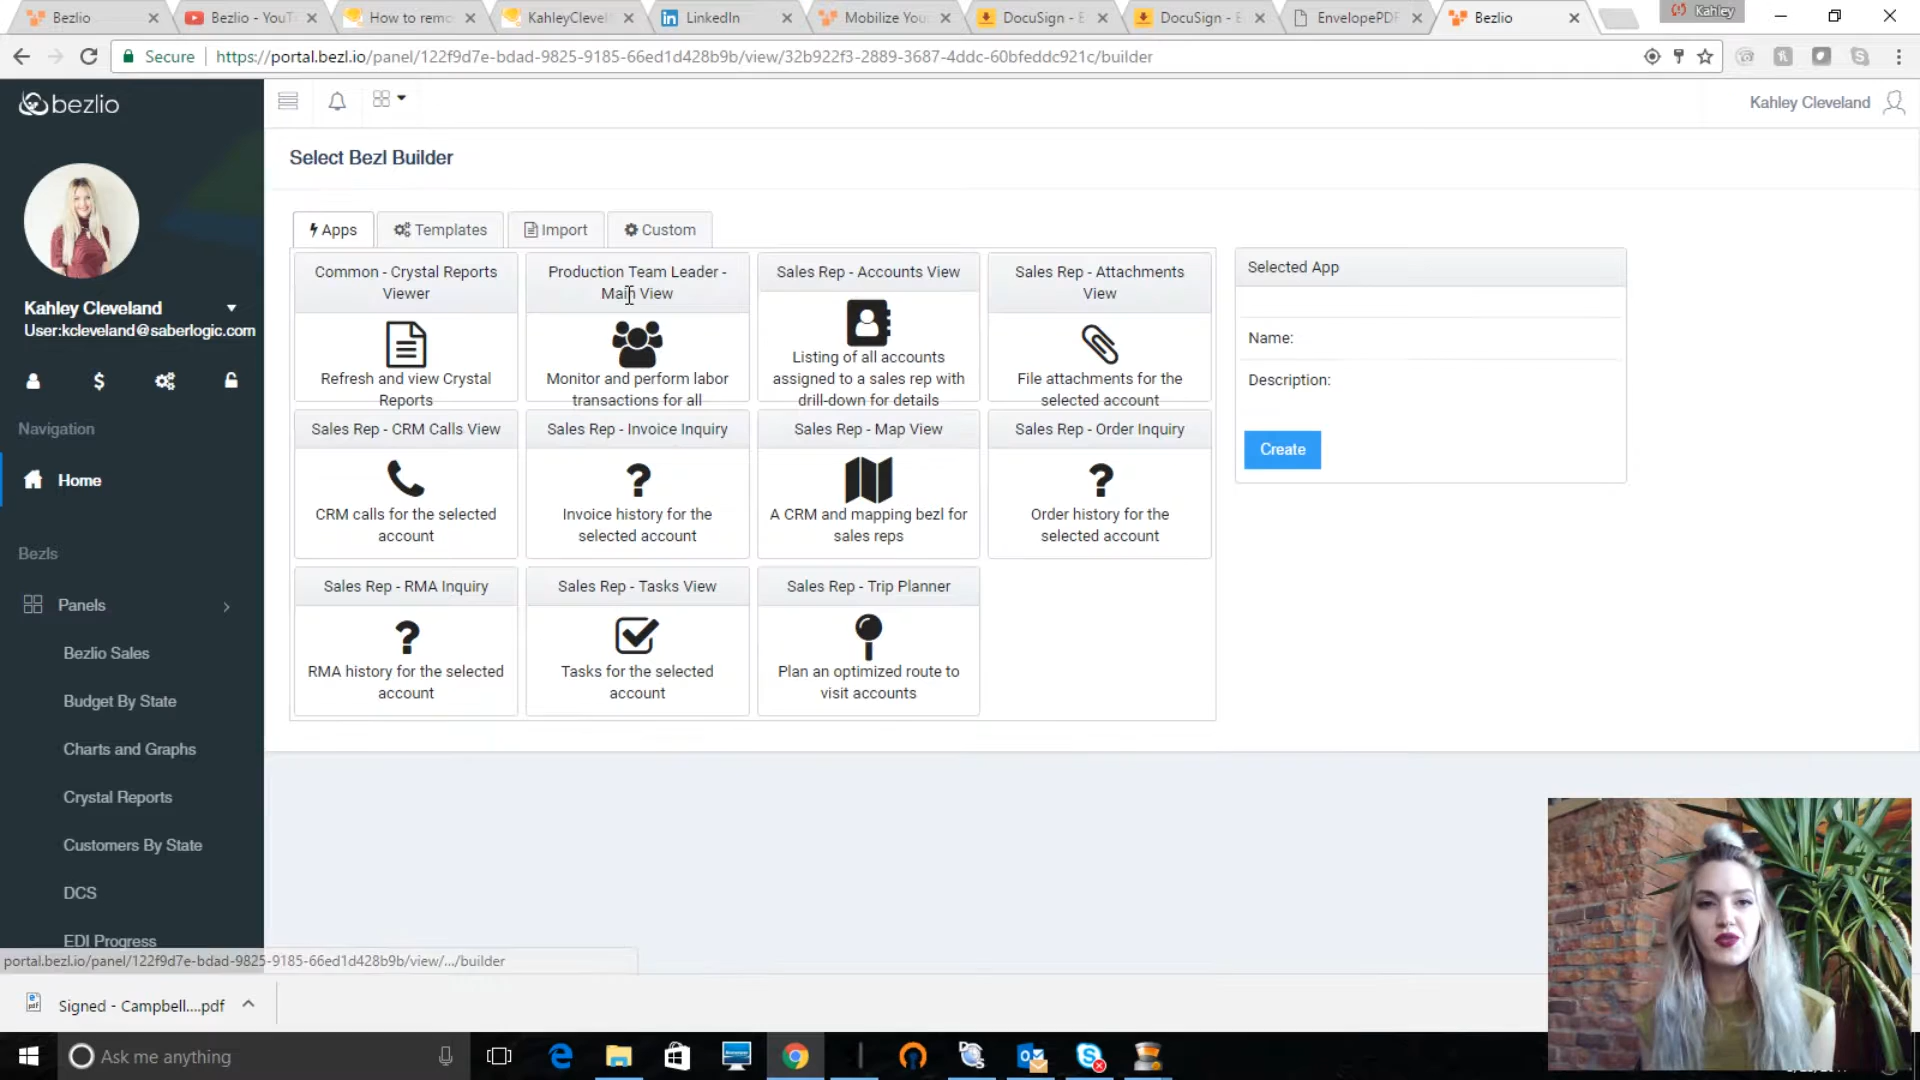 Bezlio
Bezlio - YouT
How to remo
KahleyClevel
LinkedIn
Mobilize You
DocuSign - E
DocuSign - E
EnvelopePDF
Bezlio
Kahley
Secure
https://portal.bezl.io/panel/122f9d7e-bdad-9825-9185-66ed1d428b9b/view/32b922f3-2889-3687-4ddc-60bfeddc921c/builder
bezlio
Kahley Cleveland
Select Bezl Builder
Kahley Cleveland
User:kcleveland@saberlogic.com
Navigation
Home
Bezls
Panels
Bezlio Sales
Budget By State
Charts and Graphs
Crystal Reports
Customers By State
DCS
EDI Progress
Apps
Templates
Import
Custom
Common - Crystal Reports
Viewer
Refresh and view Crystal
Reports
Production Team Leader -
Main View
Monitor and perform labor
transactions for all
Sales Rep - Accounts View
Listing of all accounts
assigned to a sales rep with
drill-down for details
Sales Rep - Attachments
View
File attachments for the
selected account
Sales Rep - CRM Calls View
CRM calls for the selected
account
Sales Rep - Invoice Inquiry
Invoice history for the
selected account
Sales Rep - Map View
A CRM and mapping bezl for
sales reps
Sales Rep - Order Inquiry
Order history for the
selected account
Sales Rep - RMA Inquiry
RMA history for the selected
account
Sales Rep - Tasks View
Tasks for the selected
account
Sales Rep - Trip Planner
Plan an optimized route to
visit accounts
Selected App
Name:
Description:
Create
portal.bezl.io/panel/122f9d7e-bdad-9825-9185-66ed1d428b9b/view/.../builder
Signed - Campbell....pdf
Ask me anything